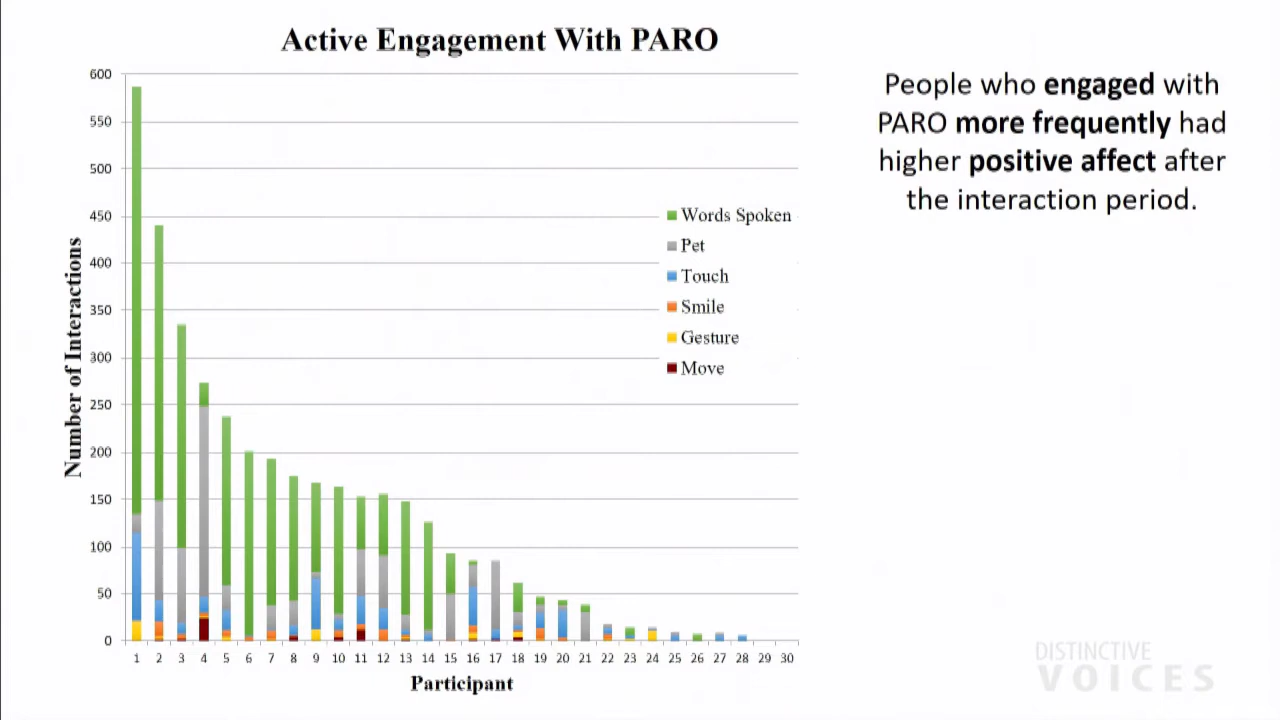 Active Engagement With PARO
People who engaged with
PARO more frequently had
higher positive affect after
the interaction period.
600
550
500
450
400
350
300
250
200
150
100
50
0
Number of Interactions
Words Spoken
Pet
Touch
Smile
Gesture
Move
1 2 3 4 5 6 7 8 9 10 11 12 13 14 15 16 17 18 19 20 21 22 23 24 25 26 27 28 29 30
Participant
DISTINCTIVE
VOICES